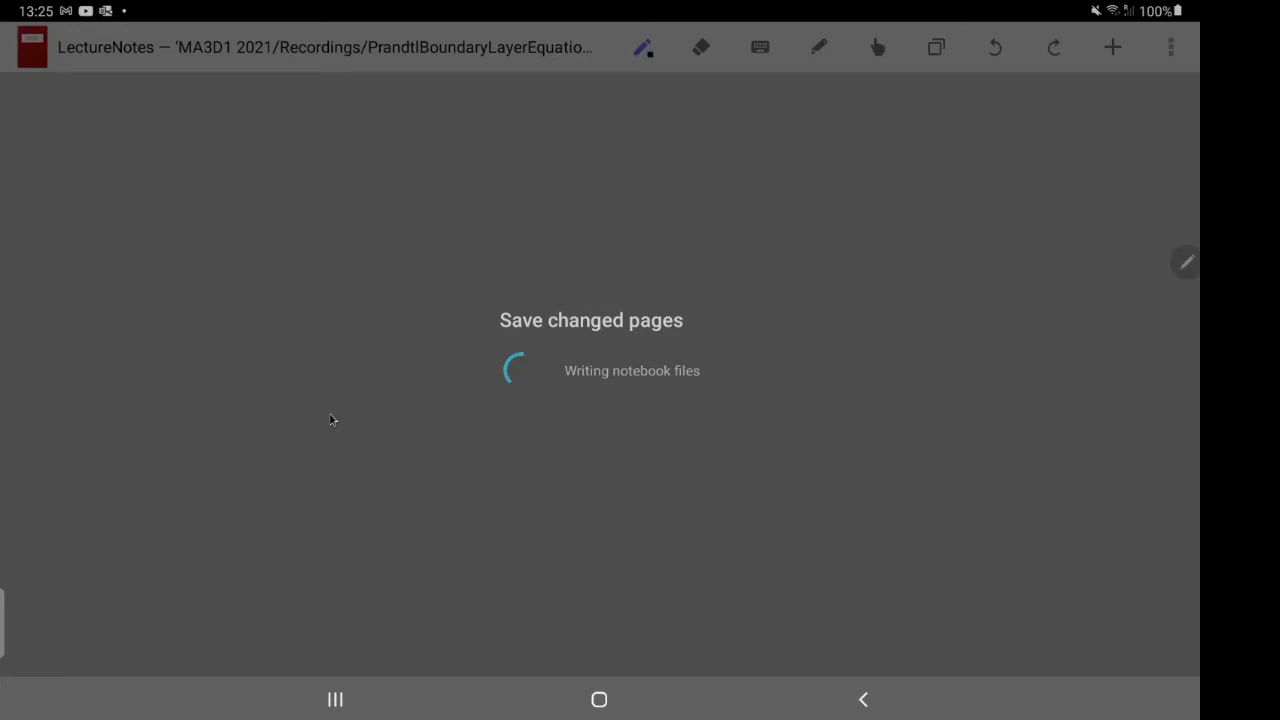 13:25
100%
LectureNotes — 'MA3D1 2021/Recordings/PrandtlBoundaryLayerEquatio...
Save changed pages
Writing notebook files